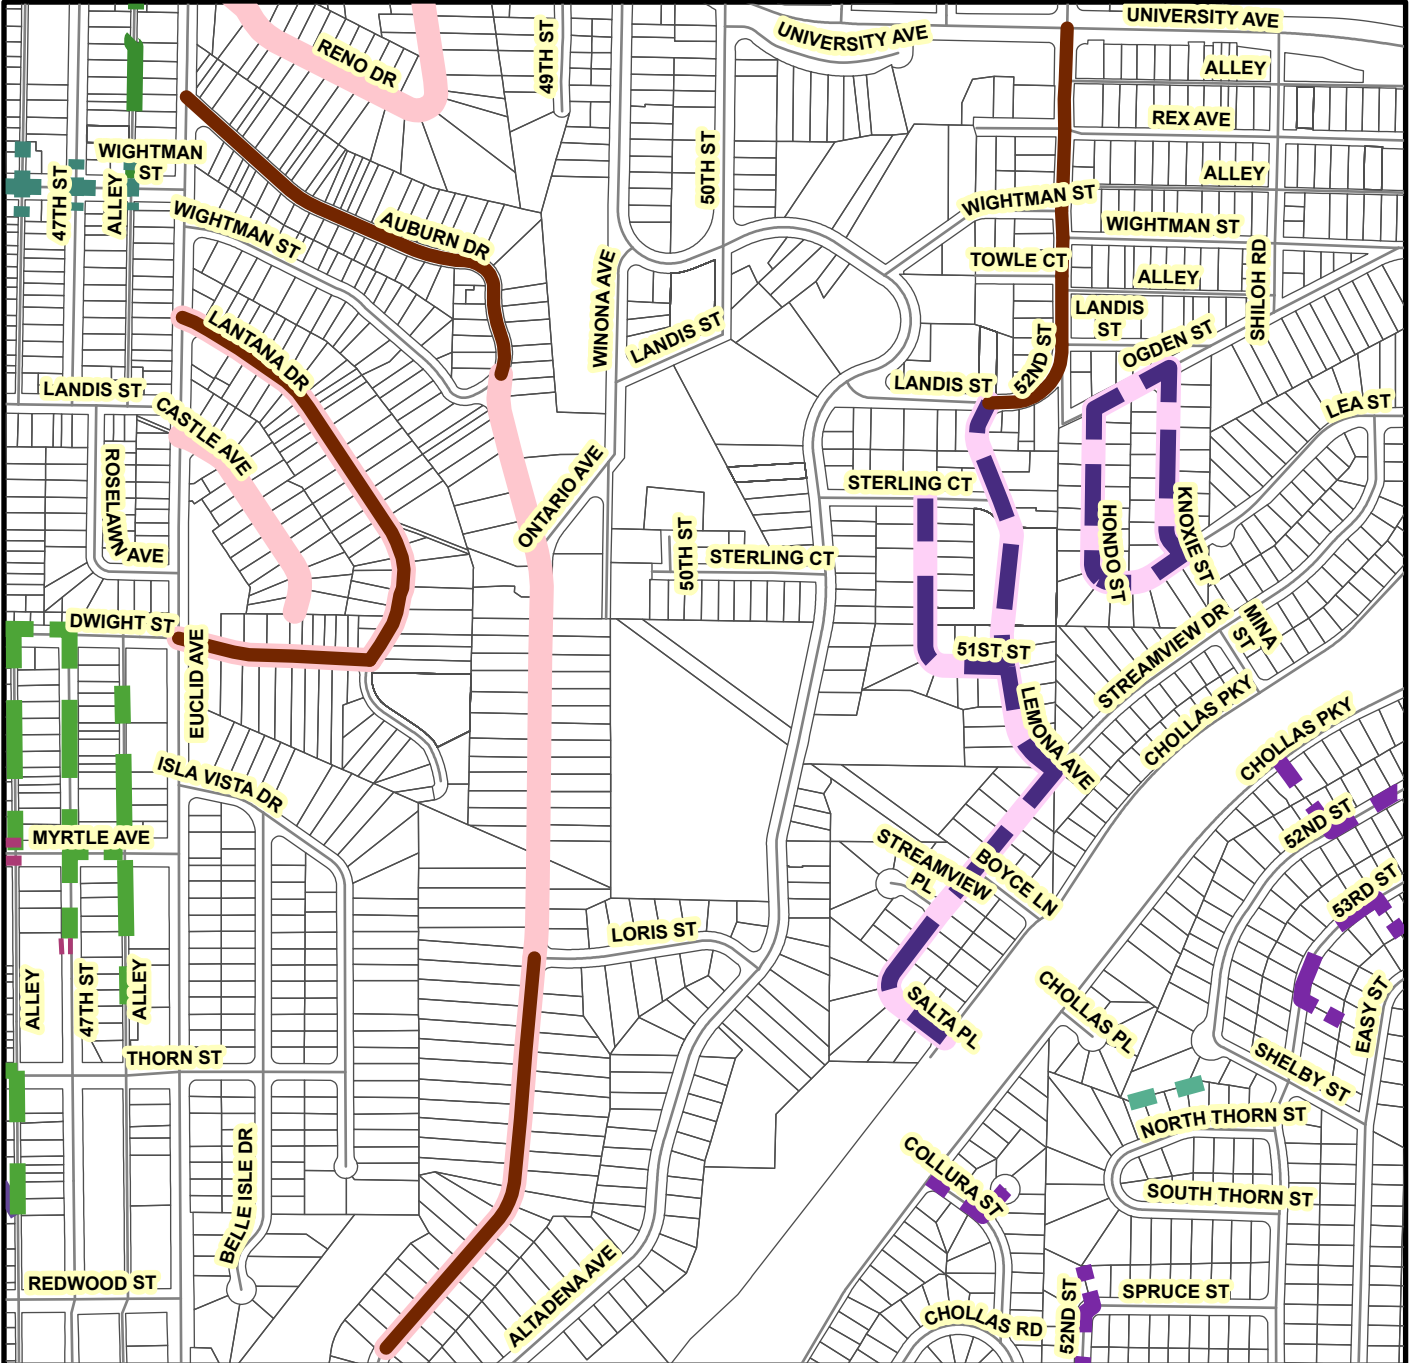 UNIVERSITY AVE
UNIVERSITY AVE
RENO DR
49TH ST
ALLEY
REX AVE
WIGHTMAN
ST
47TH ST
ALLEY
50TH ST
ALLEY
WIGHTMAN ST
WIGHTMAN ST
AUBURN DR
WIGHTMAN ST
TOWLE CT
SHILOH RD
ALLEY
WINONA AVE
LANDIS ST
LANDIS
ST
LANTANA DR
52ND ST
OGDEN ST
LANDIS ST
LANDIS ST
CASTLE AVE
LEA ST
ROSELAWN AVE
ONTARIO AVE
STERLING CT
HONDO ST
KNOXIE ST
50TH ST
STERLING CT
DWIGHT ST
EUCLID AVE
51ST ST
STREAMVIEW DR
MINA
ST
LEMONA AVE
CHOLLAS PKY
CHOLLAS PKY
ISLA VISTA DR
52ND ST
MYRTLE AVE
STREAMVIEW
PL
BOYCE LN
53RD ST
LORIS ST
ALLEY
47TH ST
ALLEY
SALTA PL
CHOLLAS PL
EASY ST
THORN ST
SHELBY ST
NORTH THORN ST
BELLE ISLE DR
COLLURA ST
SOUTH THORN ST
REDWOOD ST
ALTADENA AVE
CHOLLAS RD
52ND ST
SPRUCE ST